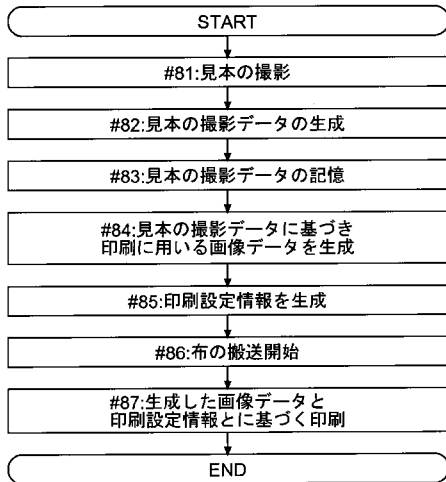 START
#81:見本の撮影
#82:見本の撮影データの生成
#83:見本の撮影データの記憶
#84:見本の撮影データに基づき
印刷に用いる画像データを生成
#85:印刷設定情報を生成
#86:布の搬送開始
#87:生成した画像データと
印刷設定情報とに基づく印刷
END